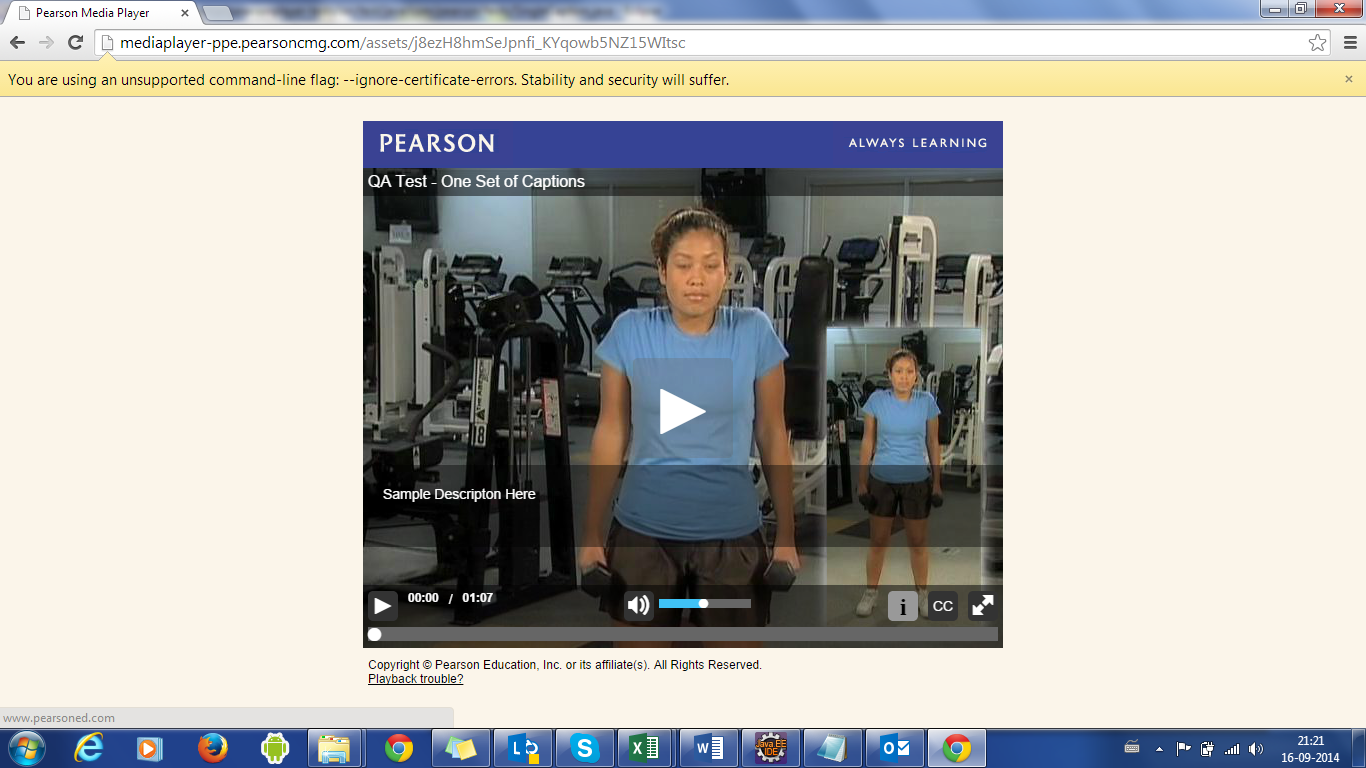 Pearson Media Player
mediaplayer-ppe.pearsoncmg.com/assets/j8ezH8hmSeJpnfi_KYqowb5NZ15WItsc
You are using an unsupported command-line flag: --ignore-certificate-errors. Stability and security will suffer.
PEARSON
ALWAYS LEARNING
QA Test - One Set of Captions
18
Sample Descripton Here
00:00 / 01:07
i
CC
Copyright © Pearson Education, Inc. or its affiliate(s). All Rights Reserved.
Playback trouble?
www.pearsoned.com
Java EE
IDE
21:21
16-09-2014